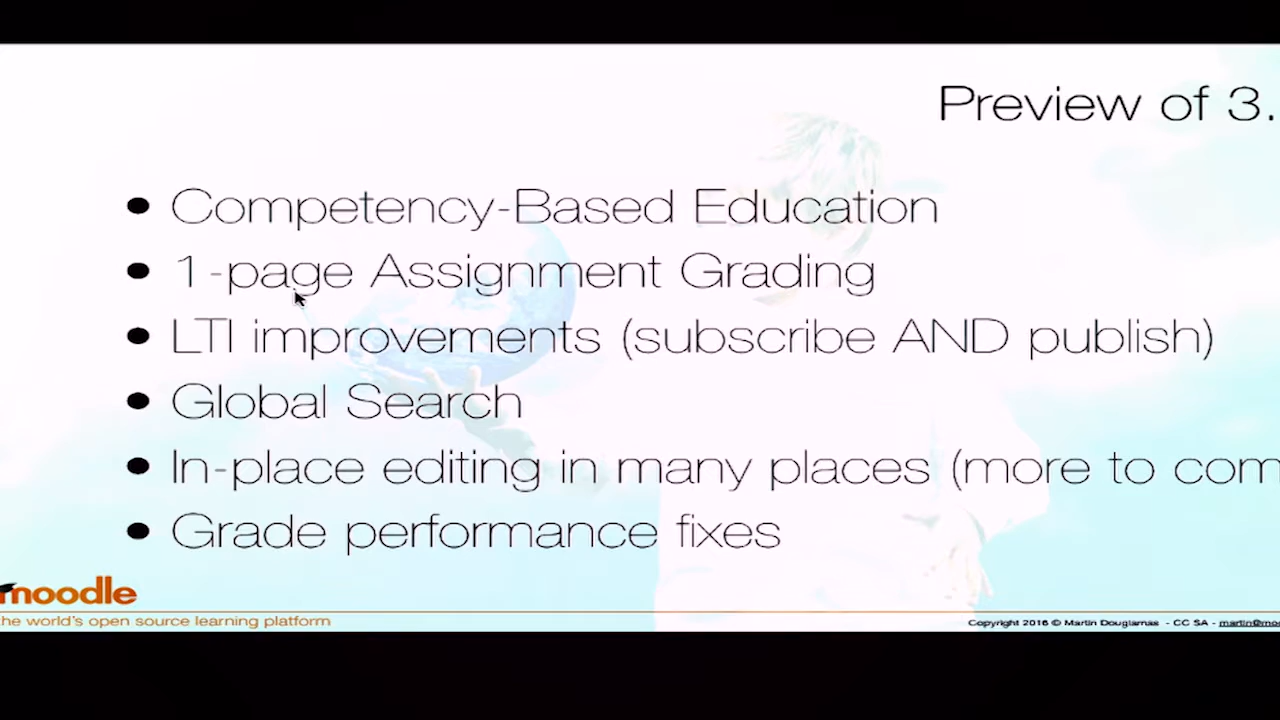 Preview of 3.
• Competency-Based Education
• 1-page Assignment Grading
• LTI improvements (subscribe AND publish)
• Global Search
• In-place editing in many places (more to com
• Grade performance fixes
moodle
the world's open source learning platform
Copyright 2016 © Martin Dougiamas - CC SA - martin@moo